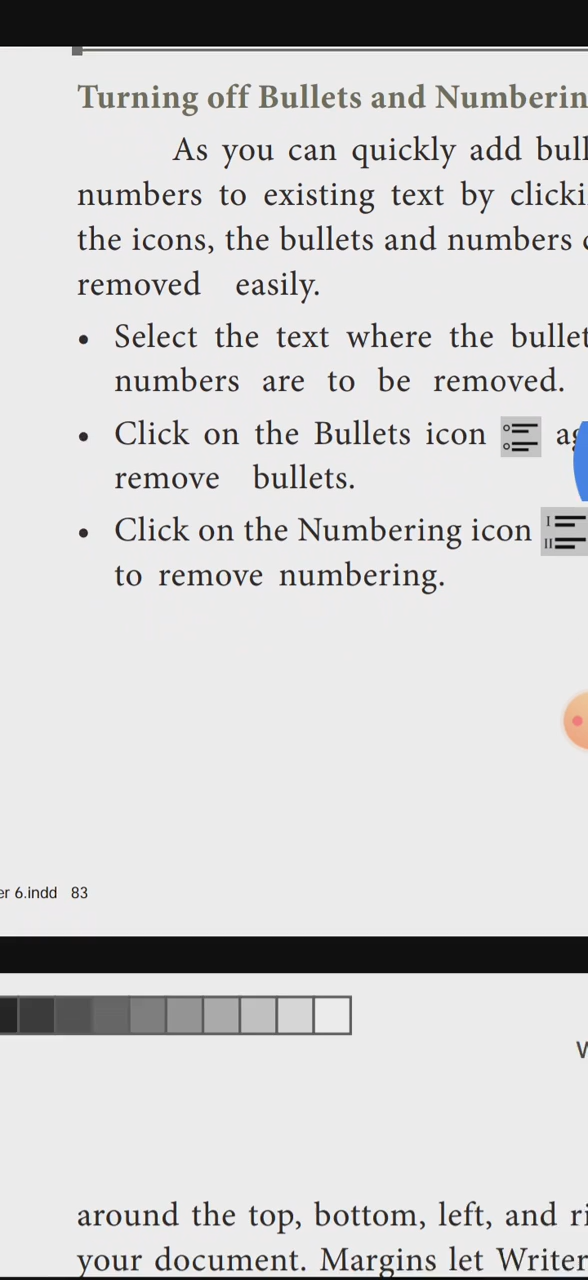 Turning off Bullets and Numberin
As you can quickly add bull
numbers to existing text by clicki
the icons, the bullets and numbers
removed easily.
• Select the text where the bullet
numbers are to be removed.
• Click on the Bullets icon
remove bullets.
• Click on the Numbering icon
to remove numbering.
er 6.indd 83
around the top, bottom, left, and ri
your document. Margins let Writer